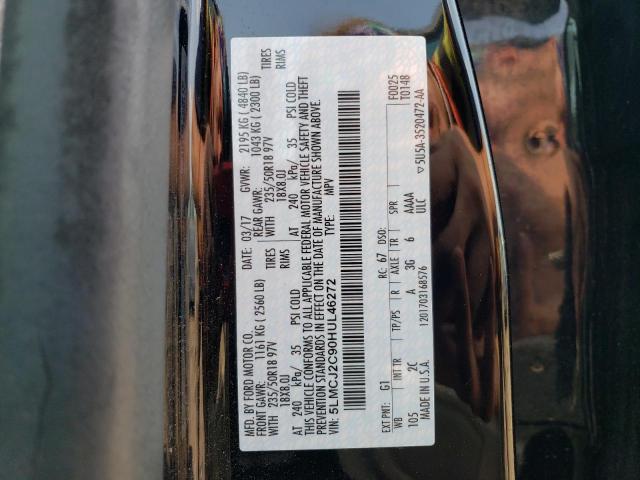 MFD. BY FORD MOTOR CO.
DATE: 03/17 GVWR: 2195 KG ( 4840 LB)
FRONT GAWR: 1161 KG ( 2560 LB) REAR GAWR: 1043 KG ( 2300 LB)
WITH 235/50R18 97V TIRES WITH 235/50R18 97V TIRES
18X8.0J RIMS 18X8.0J RIMS
AT 240 kPa/ 35 PSI COLD AT 240 kPa/ 35 PSI COLD
THIS VEHICLE CONFORMS TO ALL APPLICABLE FEDERAL MOTOR VEHICLE SAFETY AND THEFT
PREVENTION STANDARDS IN EFFECT ON THE DATE OF MANUFACTURE SHOWN ABOVE.
VIN: 5LMCJ2C90HUL46272 TYPE: MPV
F0025
T0148
EXT PNT: G1 RC: 67 DSO:
WB INT TR TP/PS R AXLE TR SPR
105 2C A 3G 6 AAAA
ULC
MADE IN U.S.A. 1201703168576
▽ 5U5A-3520472-AA